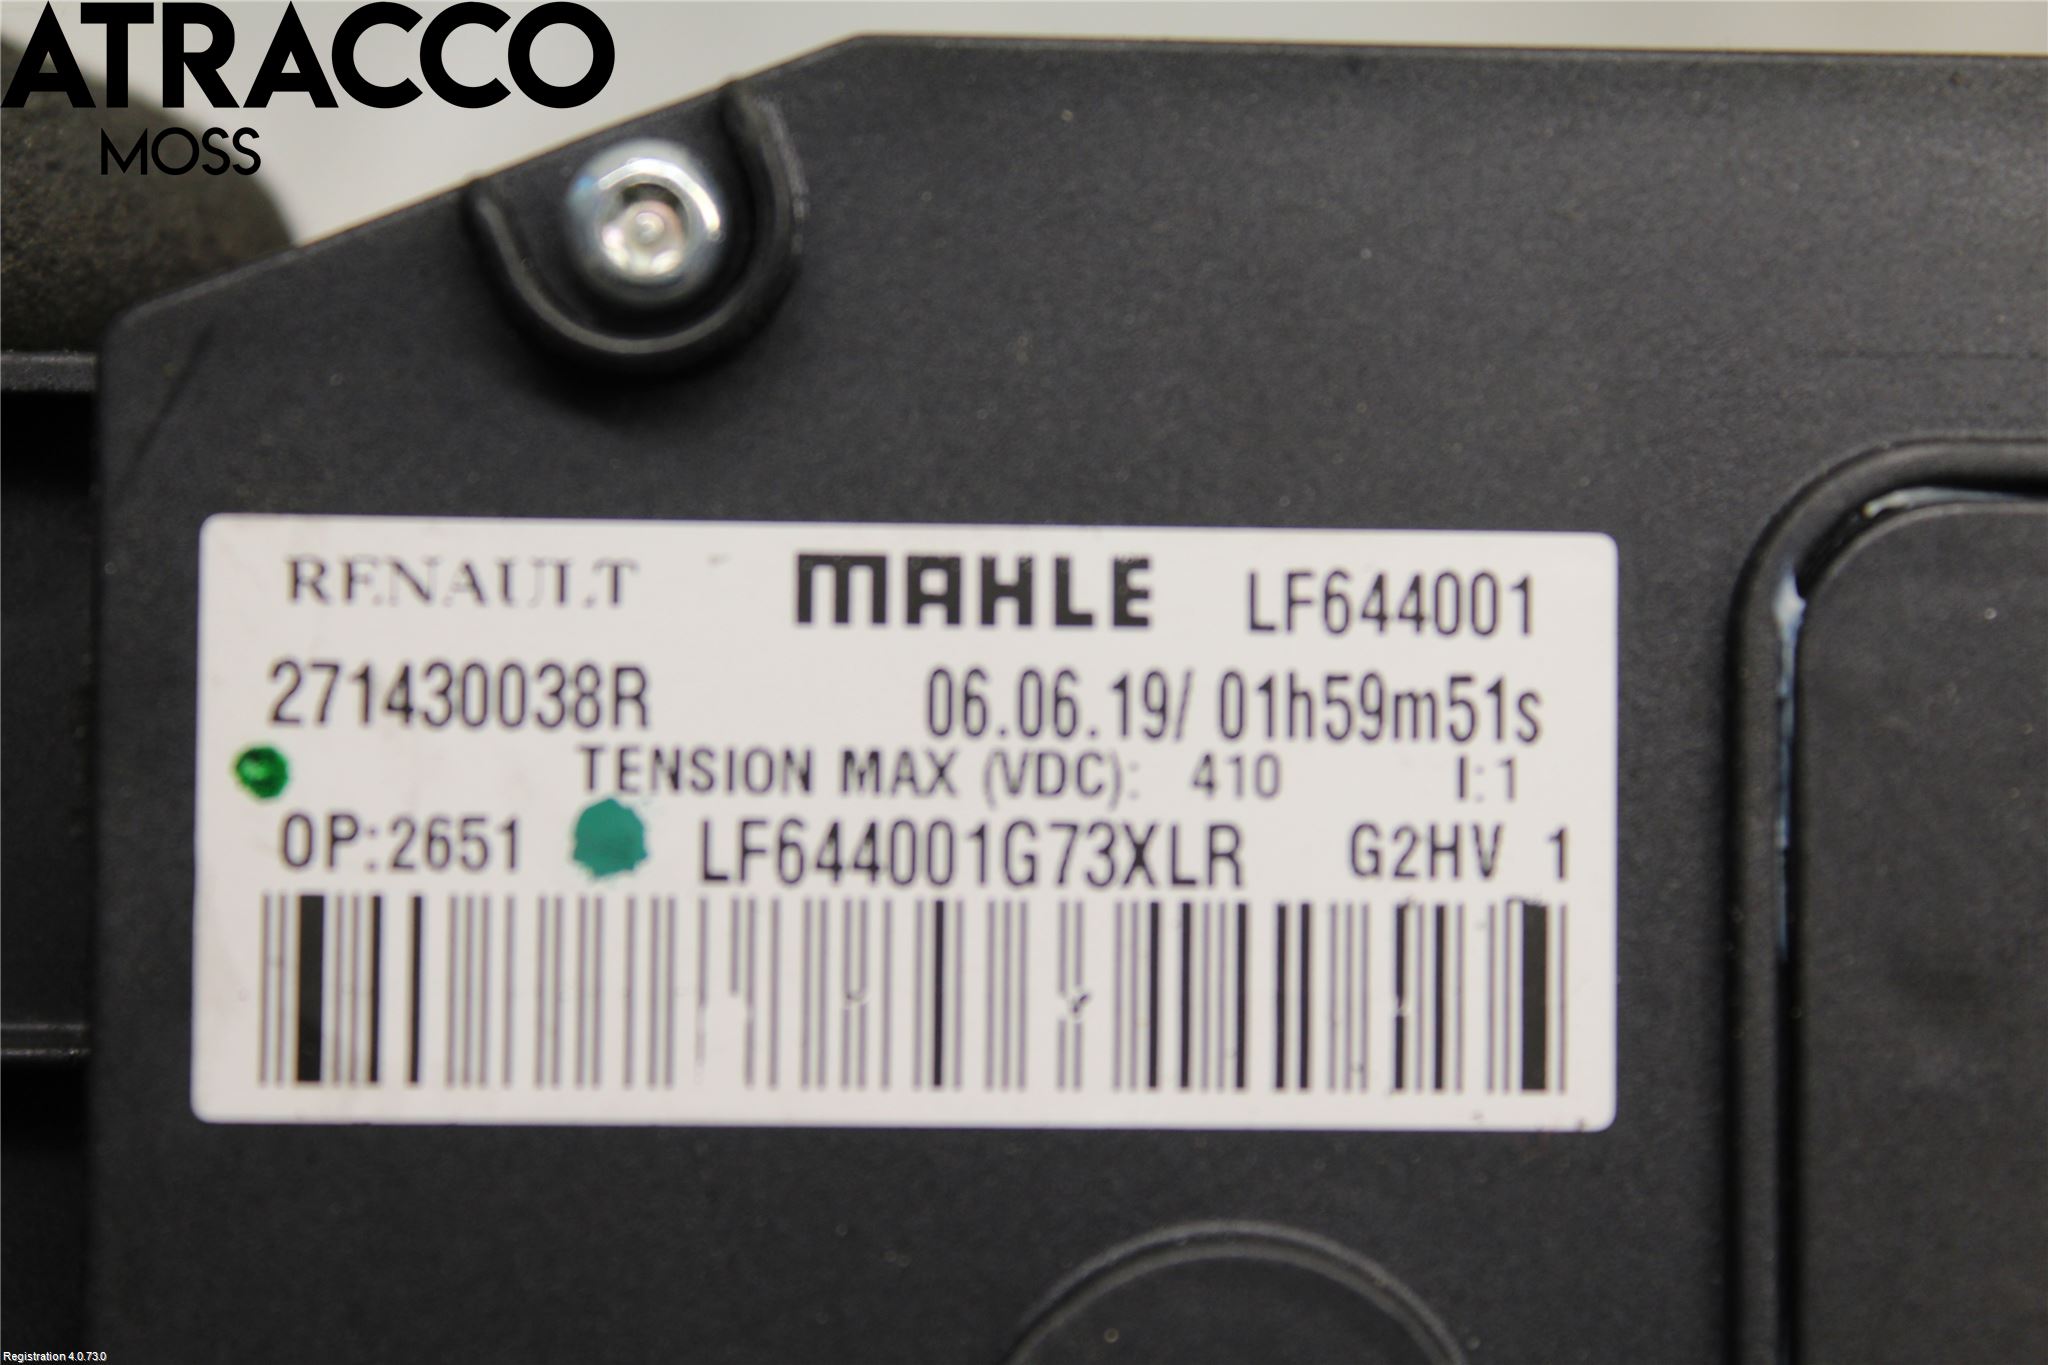 ATRACCO
MOSS
RENAULT MAHLE LF644001
271430038R 06.06.19/ 01h59m51s
TENSION MAX (VDC): 410 I:1
OP:2651 LF644001G73XLR G2HV 1
Registration 4.0.73.0